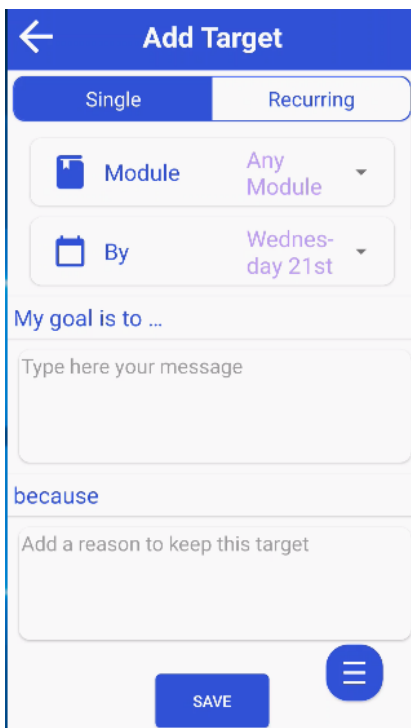 Add Target
Single
Recurring
Module
Any
Module
By
Wednes-
day 21st
My goal is to ...
Type here your message
because
Add a reason to keep this target
SAVE